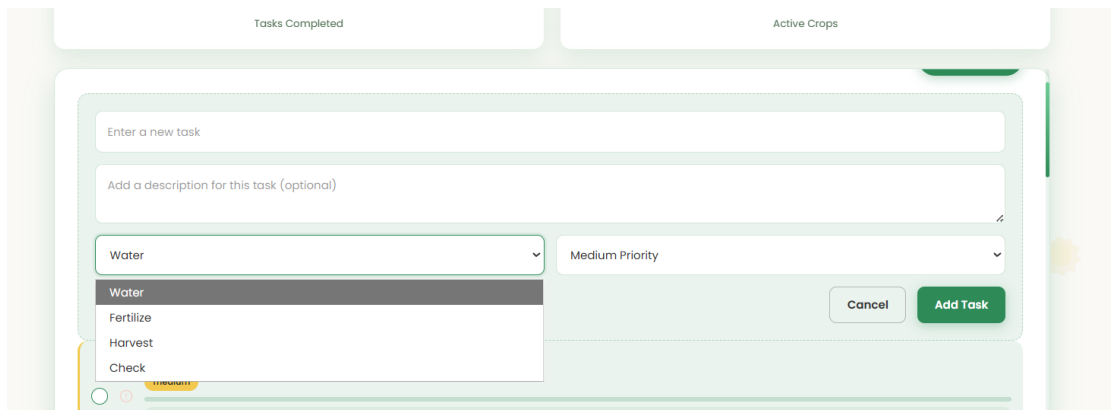 Tasks Completed
Active Crops
Enter a new task
Add a description for this task (optional)
Water
Medium Priority
Water
Fertilize
Harvest
Check
Cancel
Add Task
medium